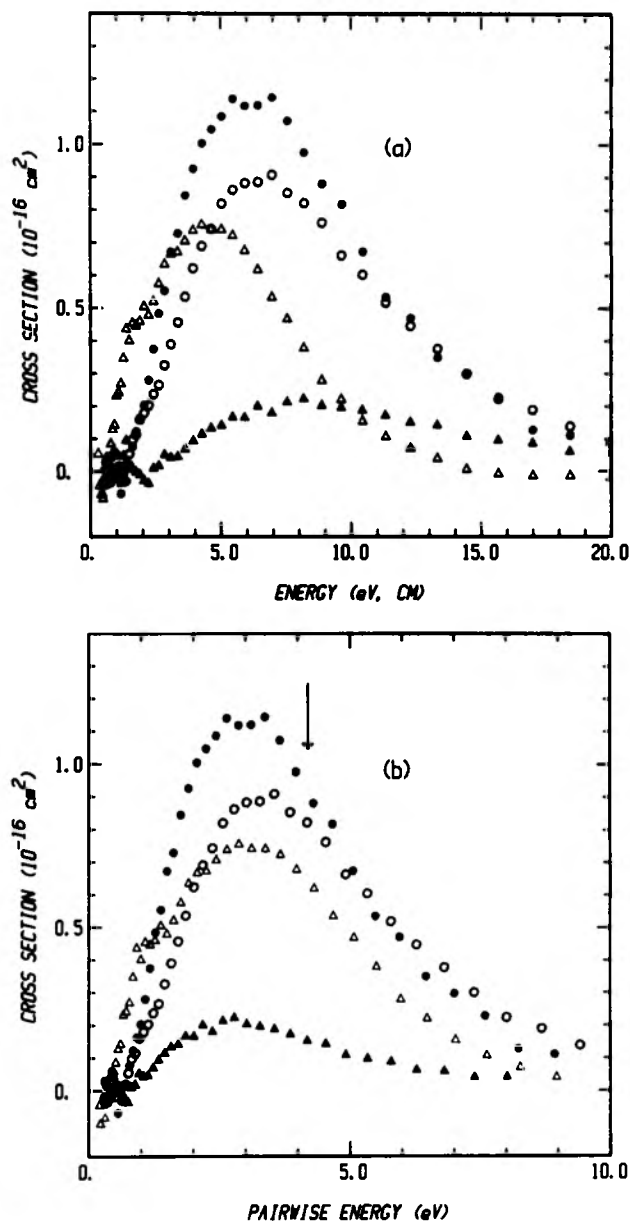 (a)
1.0
0.5
0.
CROSS SECTION (10⁻¹⁶ cm²)
0. 5.0 10.0 15.0 20.0
ENERGY (eV, CM)
(b)
1.0
0.5
0.
CROSS SECTION (10⁻¹⁶ cm²)
0. 5.0 10.0
PAIRWISE ENERGY (eV)